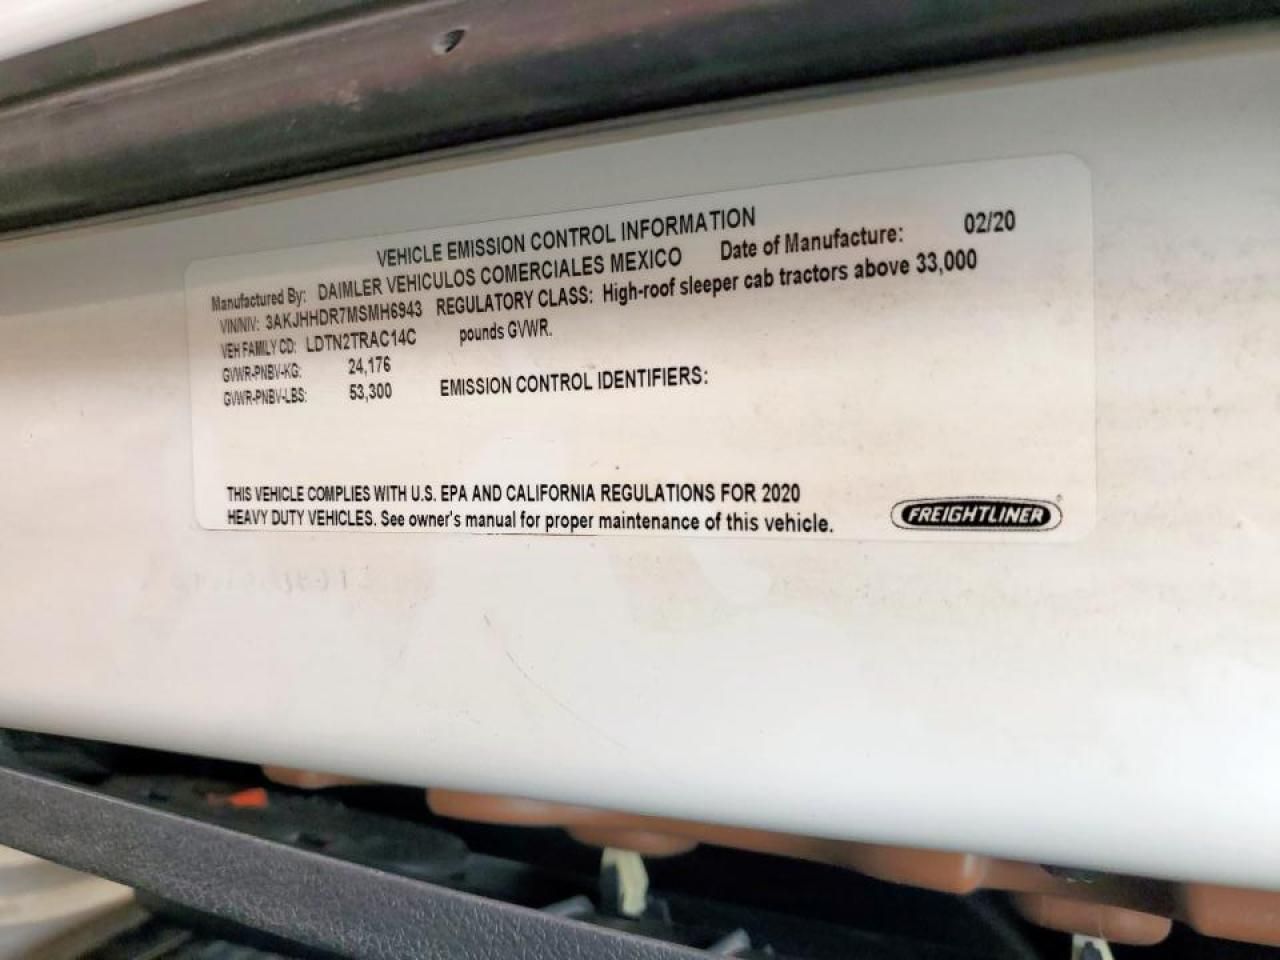 VEHICLE EMISSION CONTROL INFORMATION
Manufactured By: DAIMLER VEHICULOS COMERCIALES MEXICO Date of Manufacture: 02/20
VIN/NIV: 3AKJHHDR7MSMH6943 REGULATORY CLASS: High-roof sleeper cab tractors above 33,000
VEH FAMILY CD: LDTN2TRAC14C pounds GVWR.
GVWR-PNBV-KG: 24,176
GVWR-PNBV-LBS: 53,300 EMISSION CONTROL IDENTIFIERS:
THIS VEHICLE COMPLIES WITH U.S. EPA AND CALIFORNIA REGULATIONS FOR 2020
HEAVY DUTY VEHICLES. See owner's manual for proper maintenance of this vehicle.
FREIGHTLINER